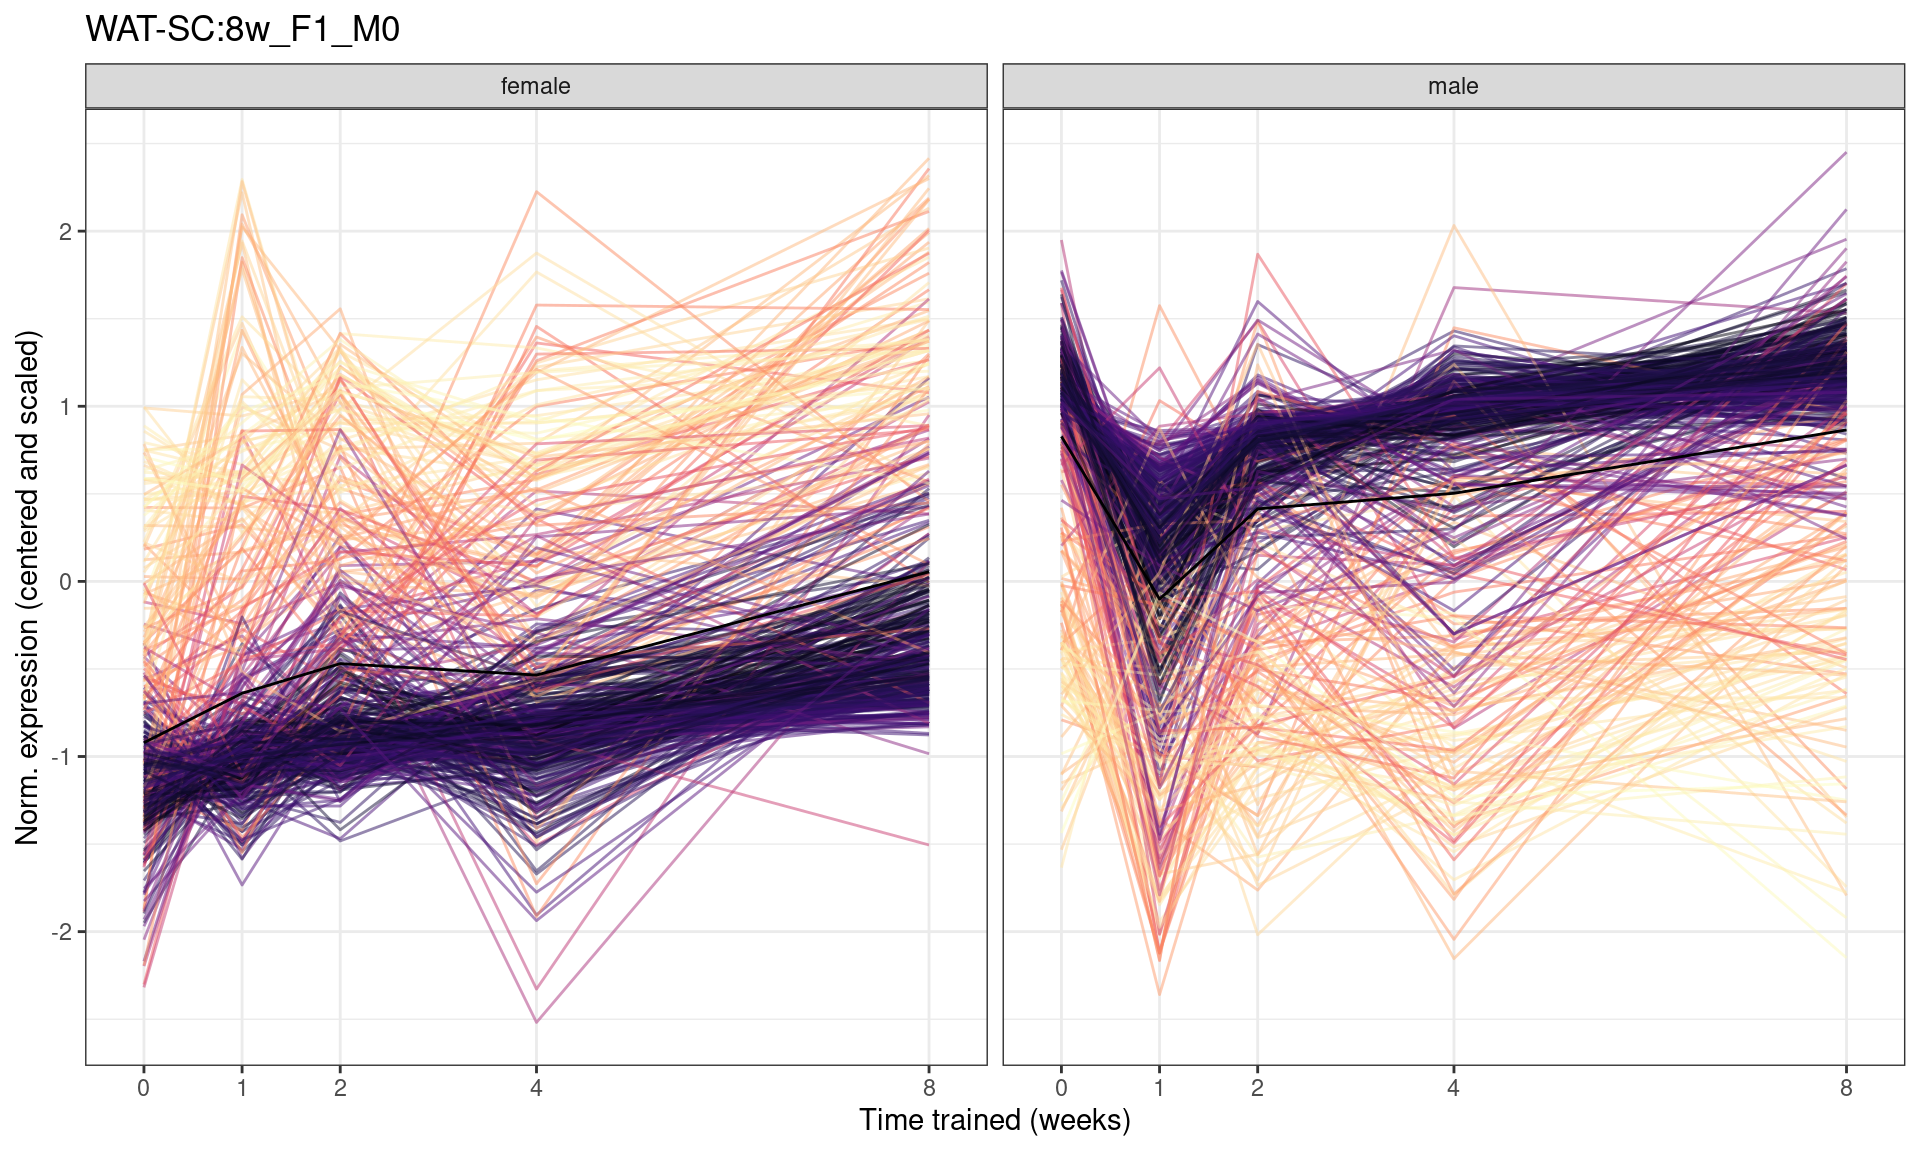 WAT-SC:8w_F1_M0
female
male
Norm. expression (centered and scaled)
2
1
0
-1
-2
0 1 2 4 8
0 1 2 4 8
Time trained (weeks)